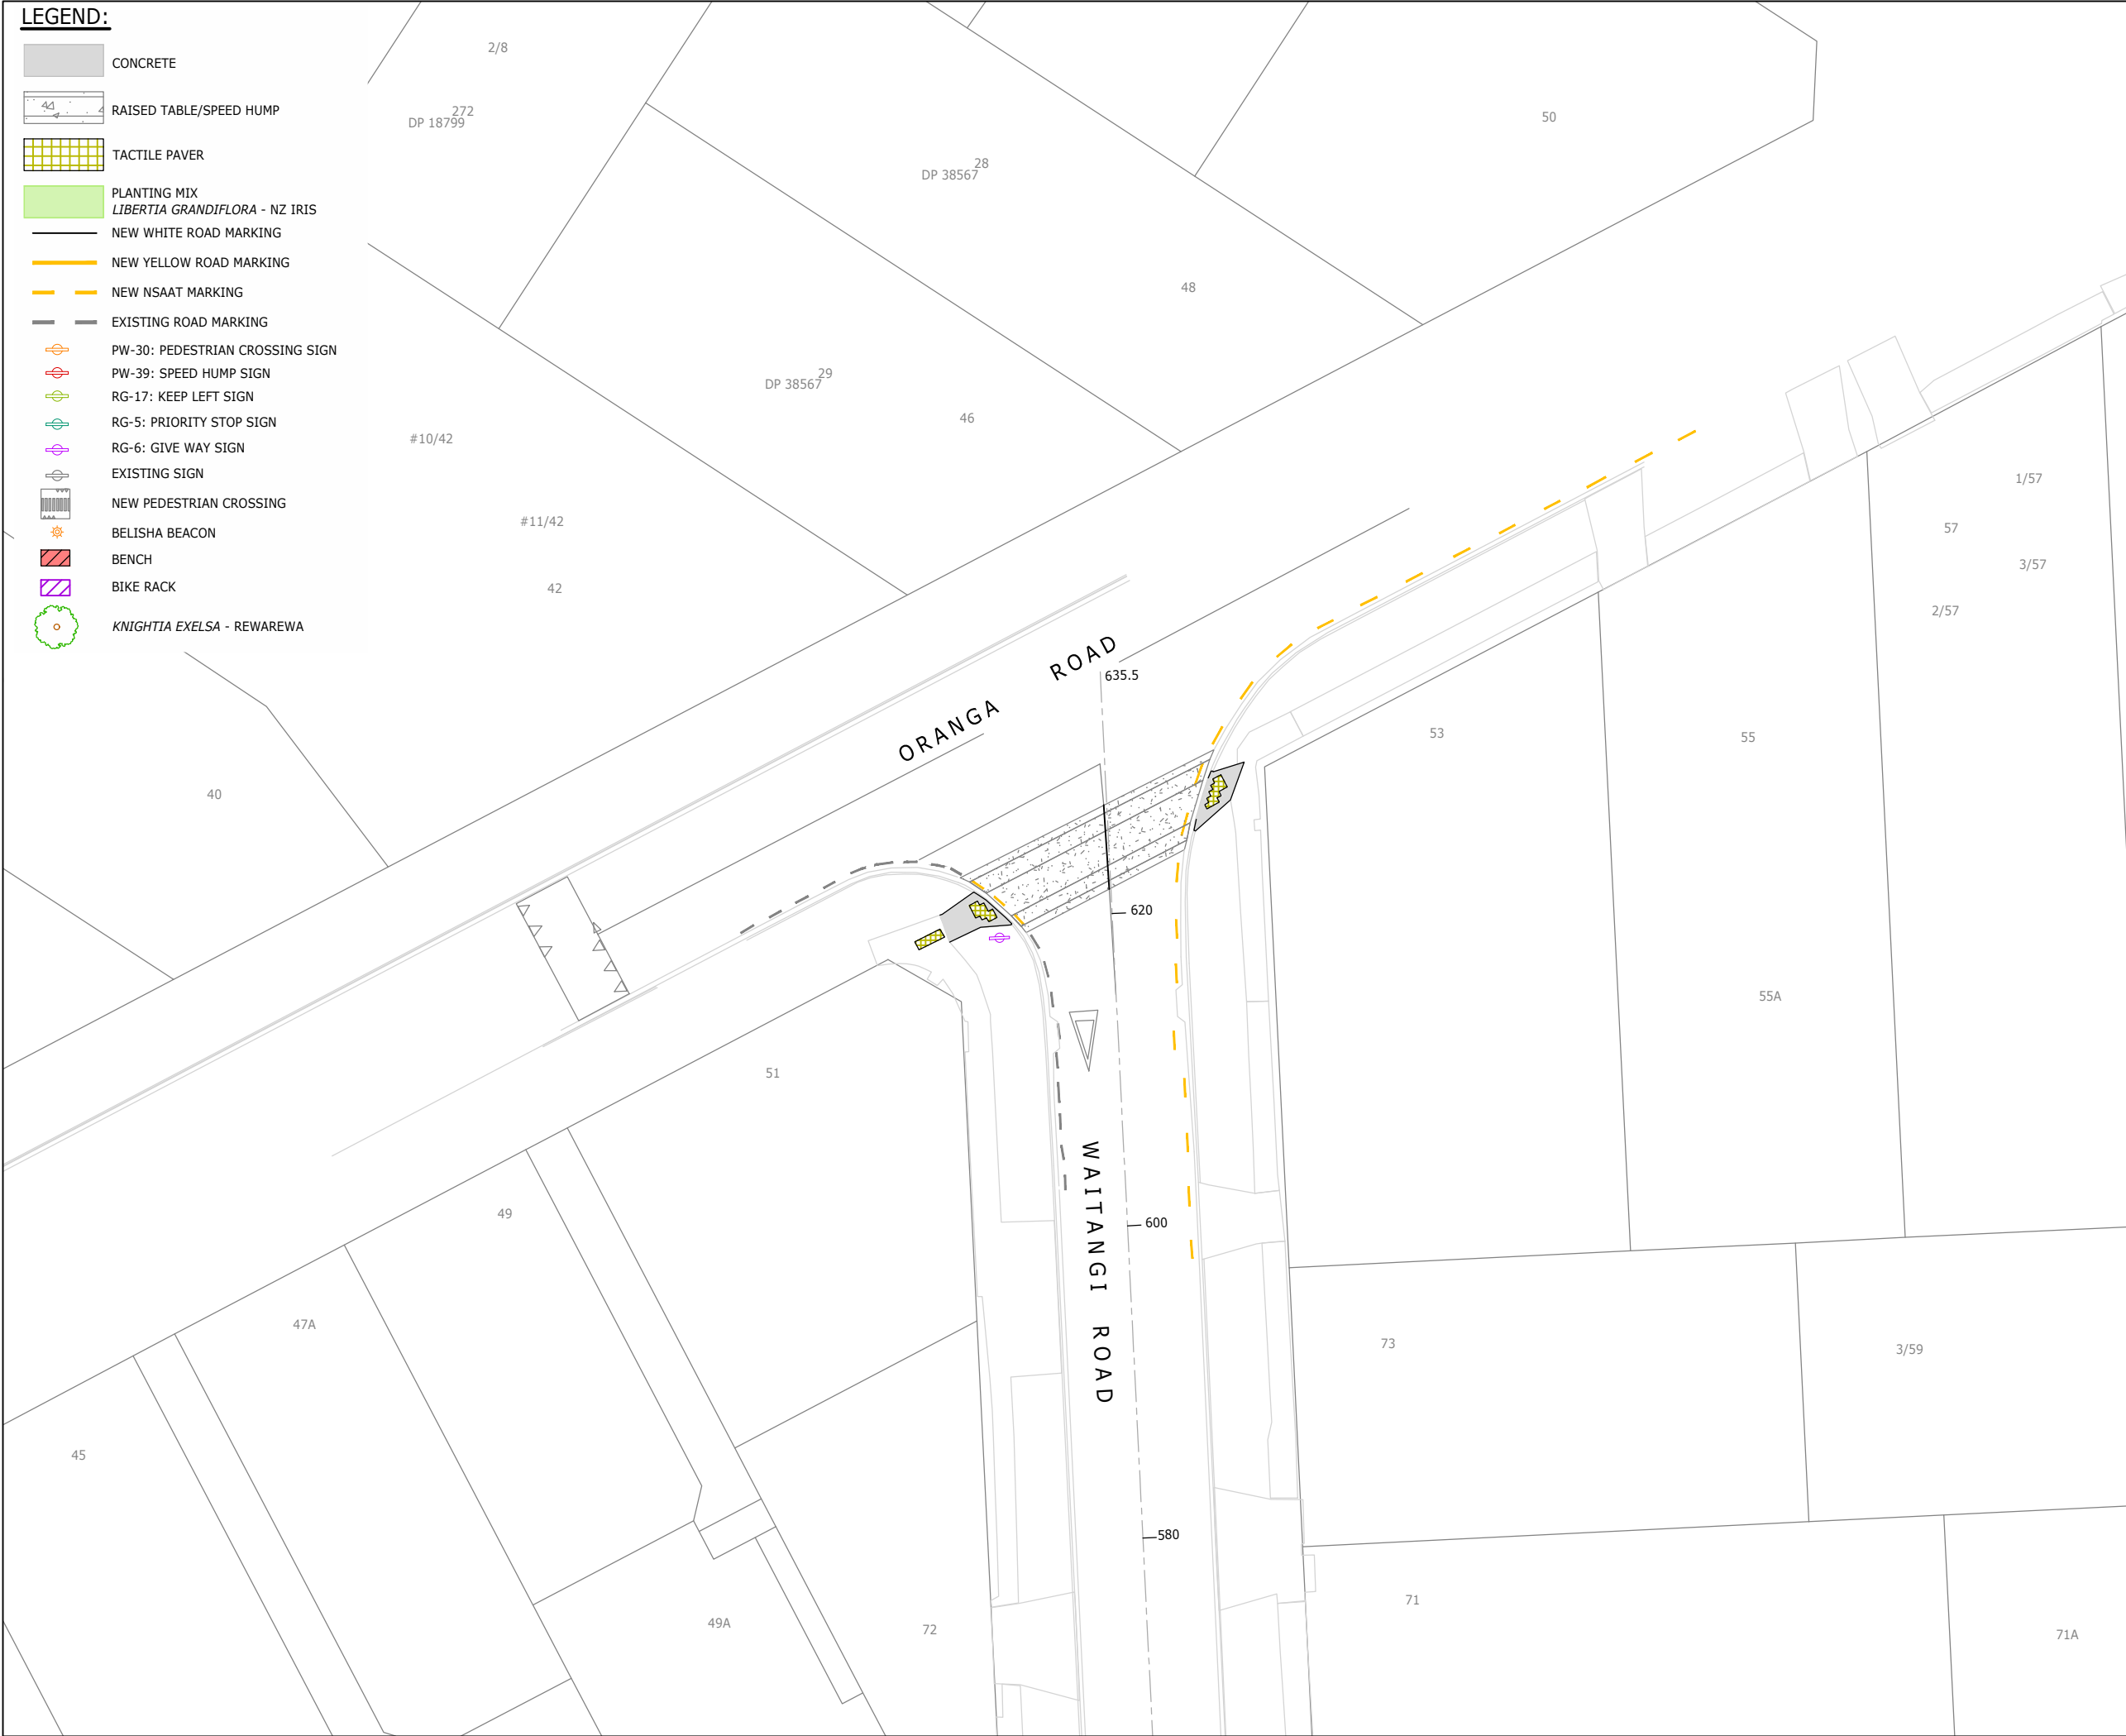 LEGEND:
CONCRETE
RAISED TABLE/SPEED HUMP
TACTILE PAVER
PLANTING MIX
LIBERTIA GRANDIFLORA - NZ IRIS
NEW WHITE ROAD MARKING
NEW YELLOW ROAD MARKING
NEW NSAAT MARKING
EXISTING ROAD MARKING
PW-30: PEDESTRIAN CROSSING SIGN
PW-39: SPEED HUMP SIGN
RG-17: KEEP LEFT SIGN
RG-5: PRIORITY STOP SIGN
RG-6: GIVE WAY SIGN
EXISTING SIGN
NEW PEDESTRIAN CROSSING
BELISHA BEACON
BENCH
BIKE RACK
KNIGHTIA EXELSA - REWAREWA
2/8
272
DP 18799
50
28
DP 38567
48
29
DP 38567
46
#10/42
#11/42
42
1/57
57
3/57
2/57
ORANGA ROAD
635.5
53
55
40
620
55A
51
WAITANGI ROAD
600
49
47A
73
3/59
45
580
71
49A
72
71A